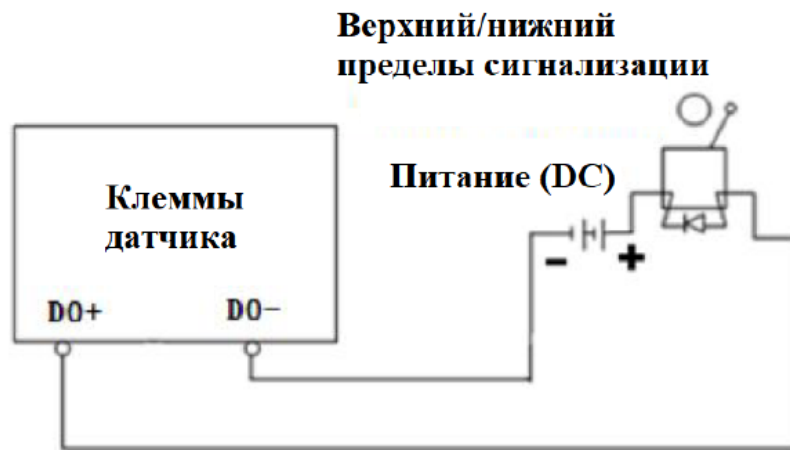 Верхний/нижний
пределы сигнализации
Питание (DC)
Клеммы
датчика
DO+
DO-
- +